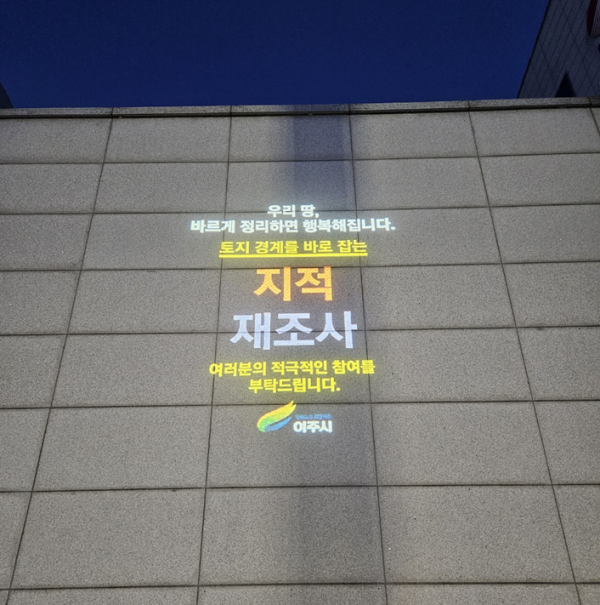 우리 땅,
바르게 정리하면 행복해집니다.
토지 경계를 바로 잡는
지적
재조사
여러분의 적극적인 참여를
부탁드립니다.
여주시